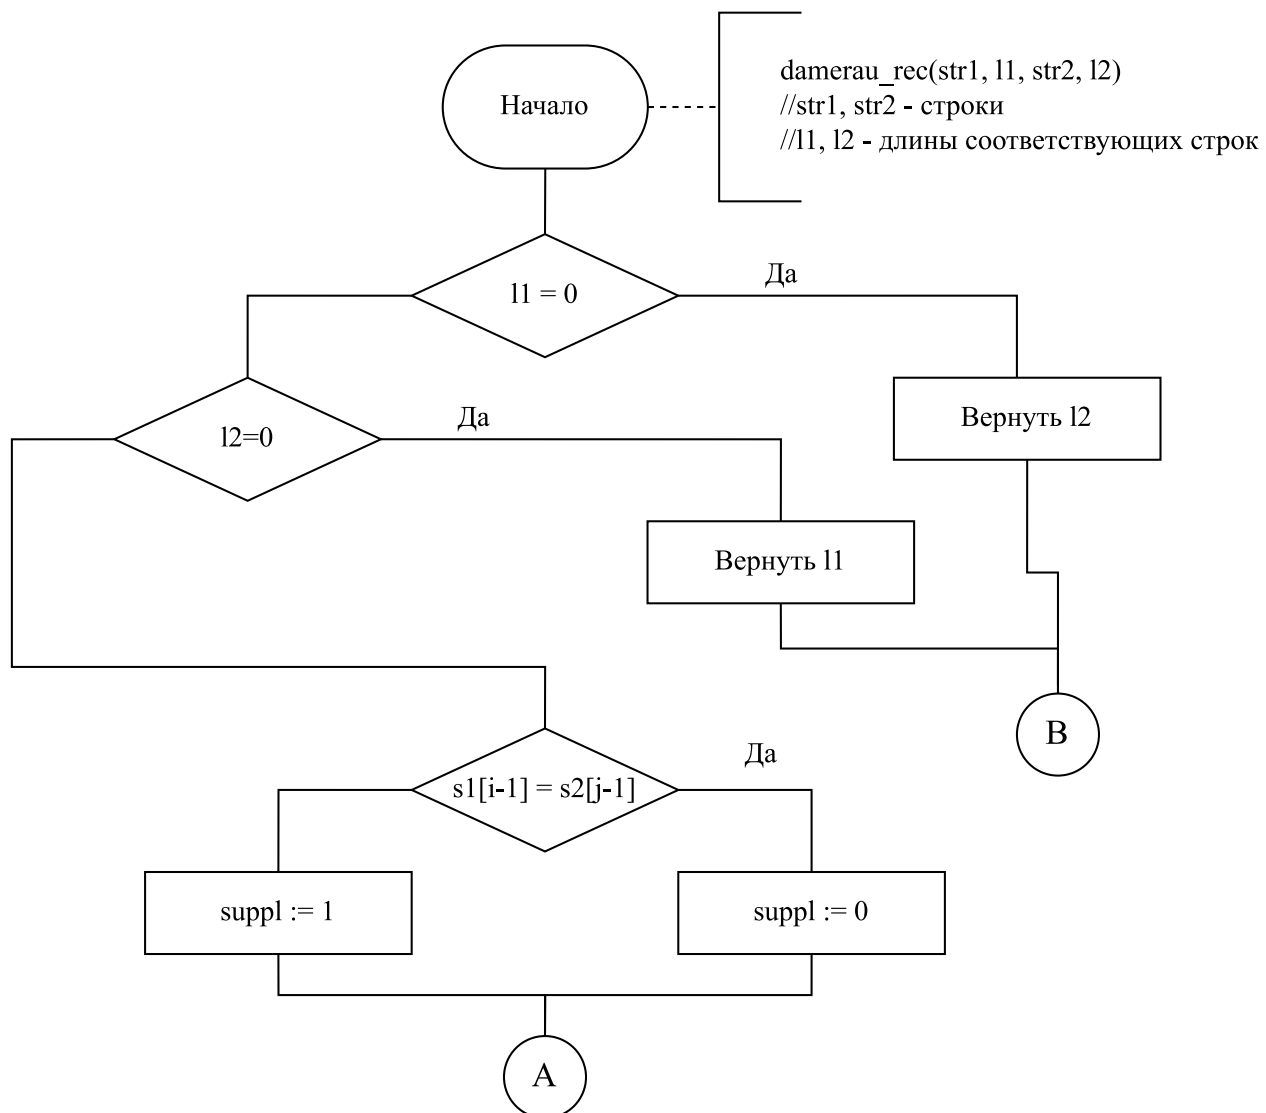 Начало
damerau_rec(str1, l1, str2, l2)
//str1, str2 - строки
//l1, l2 - длины соответствующих строк
l1 = 0
Да
Вернуть l2
l2=0
Да
Вернуть l1
B
s1[i-1] = s2[j-1]
Да
suppl := 1
suppl := 0
A